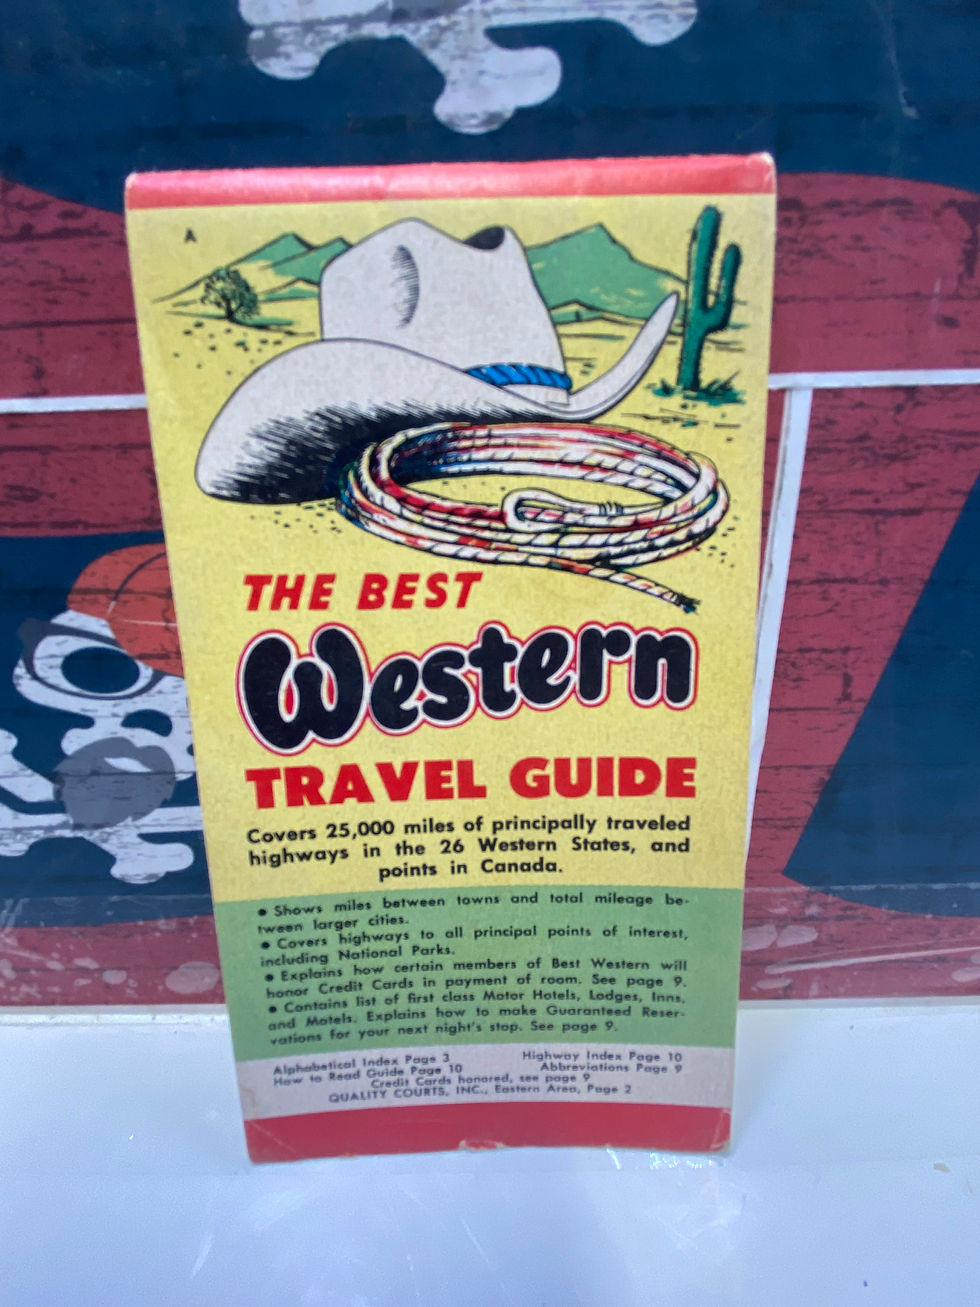 A
THE BEST
Western
TRAVEL GUIDE
Covers 25,000 miles of principally traveled
highways in the 26 Western States, and
points in Canada.
• Shows miles between towns and total mileage be-
tween larger cities.
• Covers highways to all principal points of interest,
including National Parks.
• Explains how certain members of Best Western will
honor Credit Cards in payment of room. See page 9.
• Contains list of first class Motor Hotels, Lodges, Inns,
and Motels. Explains how to make Guaranteed Reser-
vations for your next night's stop. See page 9.
Alphabetical Index Page 3 Highway Index Page 10
How to Read Guide Page 10 Abbreviations Page 9
Credit Cards honored, see page 9
QUALITY COURTS, INC., Eastern Area, Page 2